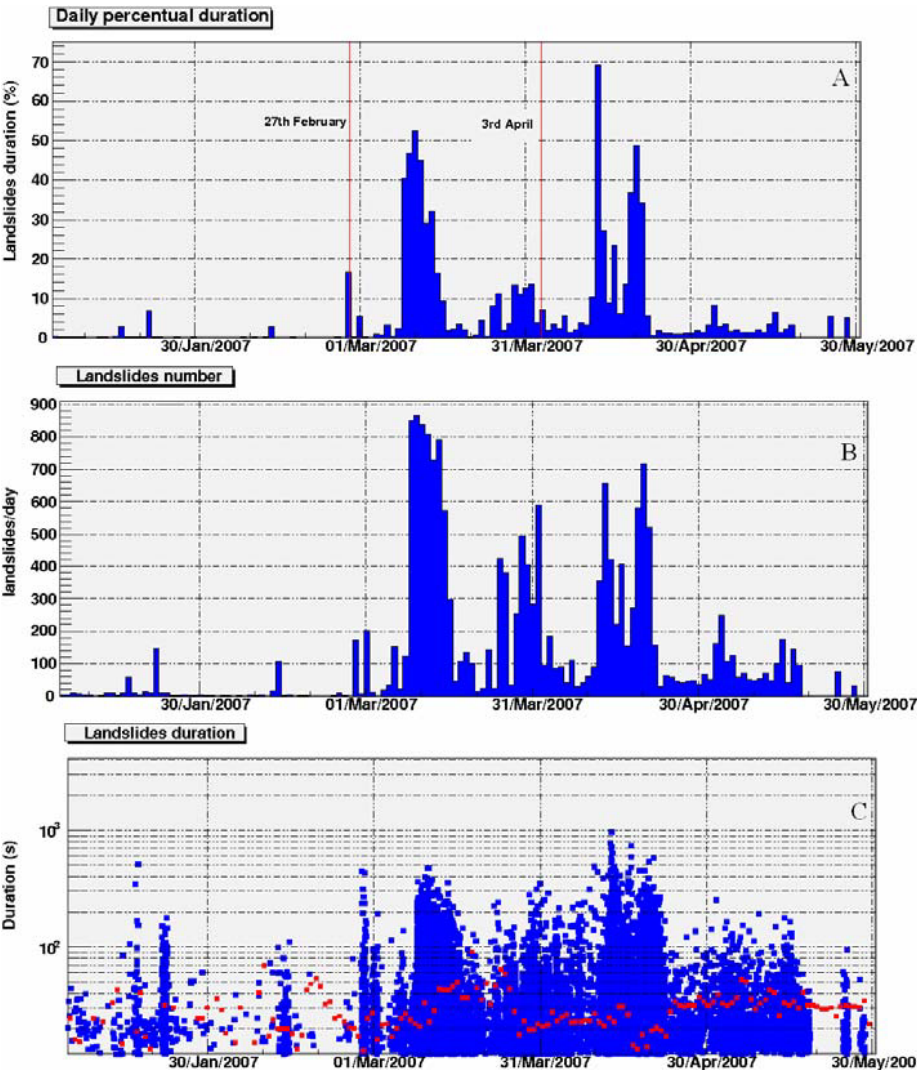 Daily percentual duration
Landslides duration (%)
70
60
50
40
30
20
10
0
A
27th February
3rd April
30/Jan/2007
01/Mar/2007
31/Mar/2007
30/Apr/2007
30/May/2007
Landslides number
landslides/day
900
800
700
600
500
400
300
200
100
0
B
30/Jan/2007
01/Mar/2007
31/Mar/2007
30/Apr/2007
30/May/2007
Landslides duration
Duration (s)
10³
10²
C
30/Jan/2007
01/Mar/2007
31/Mar/2007
30/Apr/2007
30/May/200